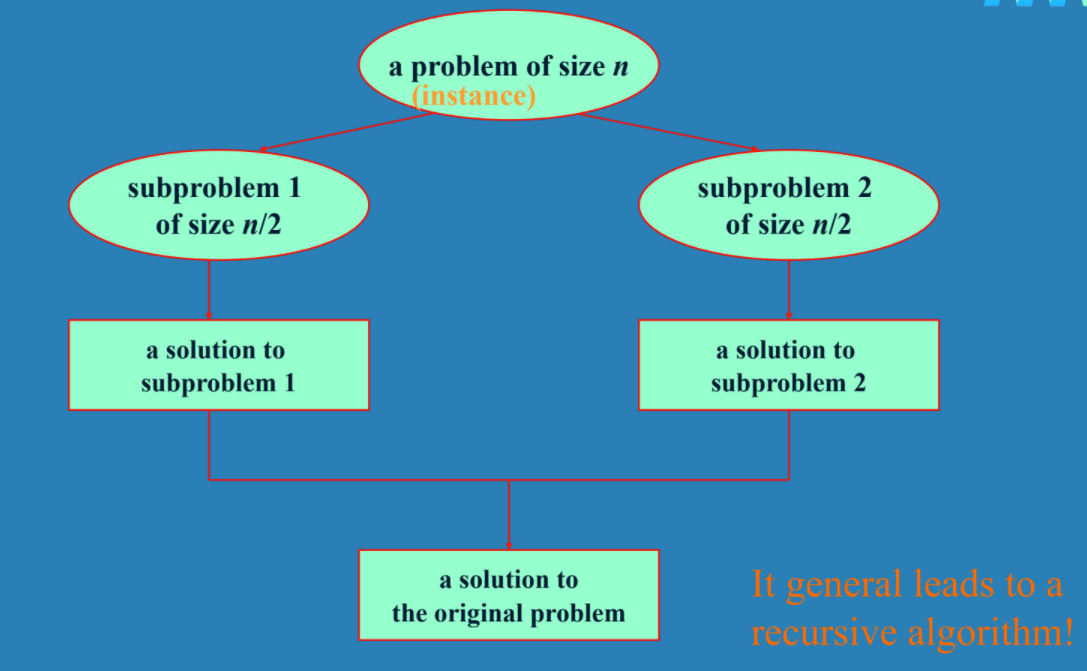 a problem of size n
(instance)
subproblem 1
of size n/2
subproblem 2
of size n/2
a solution to
subproblem 1
a solution to
subproblem 2
a solution to
the original problem
It general leads to a
recursive algorithm!